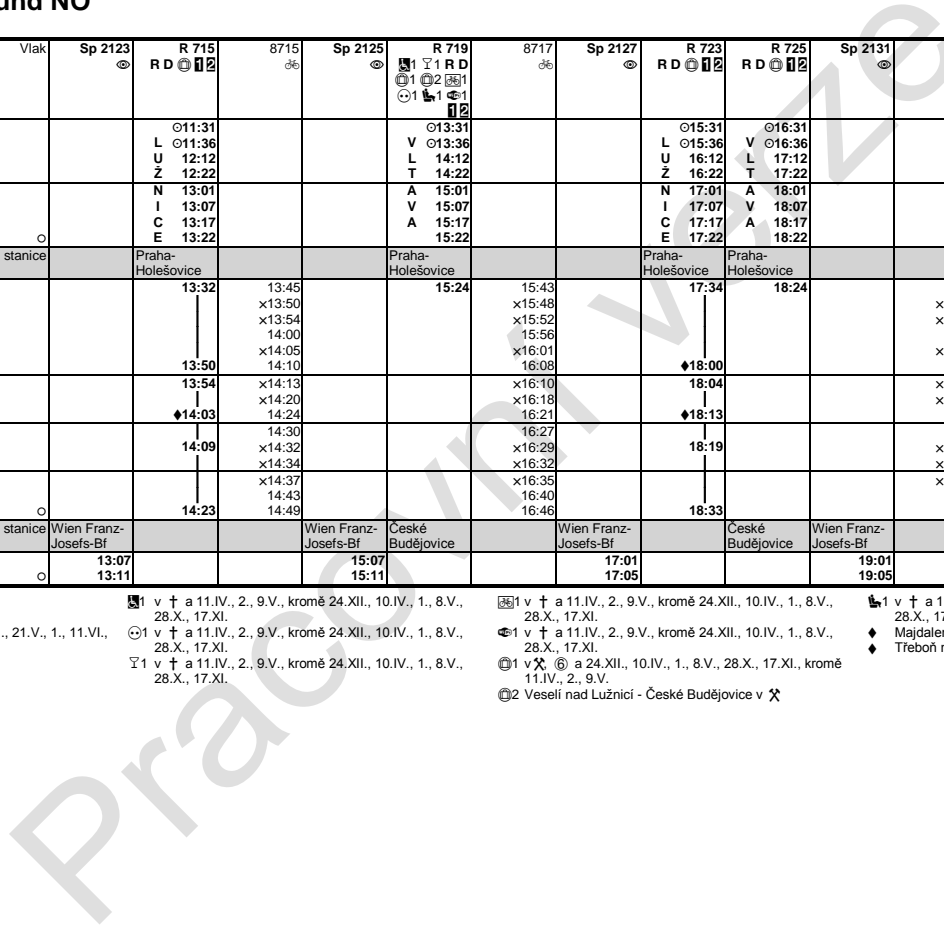 und NO
Vlak Sp 2123 R 715 8715 Sp 2125 R 719 8717 Sp 2127 R 723 R 725 Sp 2131
R D 1 2 1 1 R D R D 1 2 R D 1 2
1 2 1
1 1 1
1 2
11:31 13:31 15:31 16:31
L 11:36 V 13:36 L 15:36 V 16:36
U 12:12 L 14:12 U 16:12 L 17:12
Ž 12:22 T 14:22 Ž 16:22 T 17:22
N 13:01 A 15:01 N 17:01 A 18:01
I 13:07 V 15:07 I 17:07 V 18:07
C 13:17 A 15:17 C 17:17 A 18:17
E 13:22 15:22 E 17:22 18:22
stanice Praha- Praha- Praha- Praha-
Holešovice Holešovice Holešovice Holešovice
13:32 13:45 15:24 15:43 17:34 18:24
×13:50 ×15:48 ×
×13:54 ×15:52 ×
14:00 15:56
×14:05 ×16:01 ×
13:50 14:10 16:08 ♦18:00
13:54 ×14:13 ×16:10 18:04 ×
×14:20 ×16:18 ×
♦14:03 14:24 16:21 ♦18:13
14:30 16:27
14:09 ×14:32 ×16:29 18:19 ×
×14:34 ×16:32 ×
×14:37 ×16:35 ×
14:43 16:40
14:23 14:49 16:46 18:33
stanice Wien Franz- Wien Franz- České Wien Franz- České Wien Franz-
Josefs-Bf Josefs-Bf Budějovice Josefs-Bf Budějovice Josefs-Bf
13:07 15:07 17:01 19:01
13:11 15:11 17:05 19:05
., 21.V., 1., 11.VI.,
1 v † a 11.IV., 2., 9.V., kromě 24.XII., 10.IV., 1., 8.V.,
28.X., 17.XI.
1 v † a 11.IV., 2., 9.V., kromě 24.XII., 10.IV., 1., 8.V.,
28.X., 17.XI.
1 v † a 11.IV., 2., 9.V., kromě 24.XII., 10.IV., 1., 8.V.,
28.X., 17.XI.
1 v † a 11.IV., 2., 9.V., kromě 24.XII., 10.IV., 1., 8.V.,
28.X., 17.XI.
1 v † a 11.IV., 2., 9.V., kromě 24.XII., 10.IV., 1., 8.V.,
28.X., 17.XI.
1 v ⚒, ⑥ a 24.XII., 10.IV., 1., 8.V., 28.X., 17.XI., kromě
11.IV., 2., 9.V.
2 Veselí nad Lužnicí - České Budějovice v ⚒
1 v † a 1
28.X., 17
♦ Majdalen
♦ Třeboň
Pracovní verze